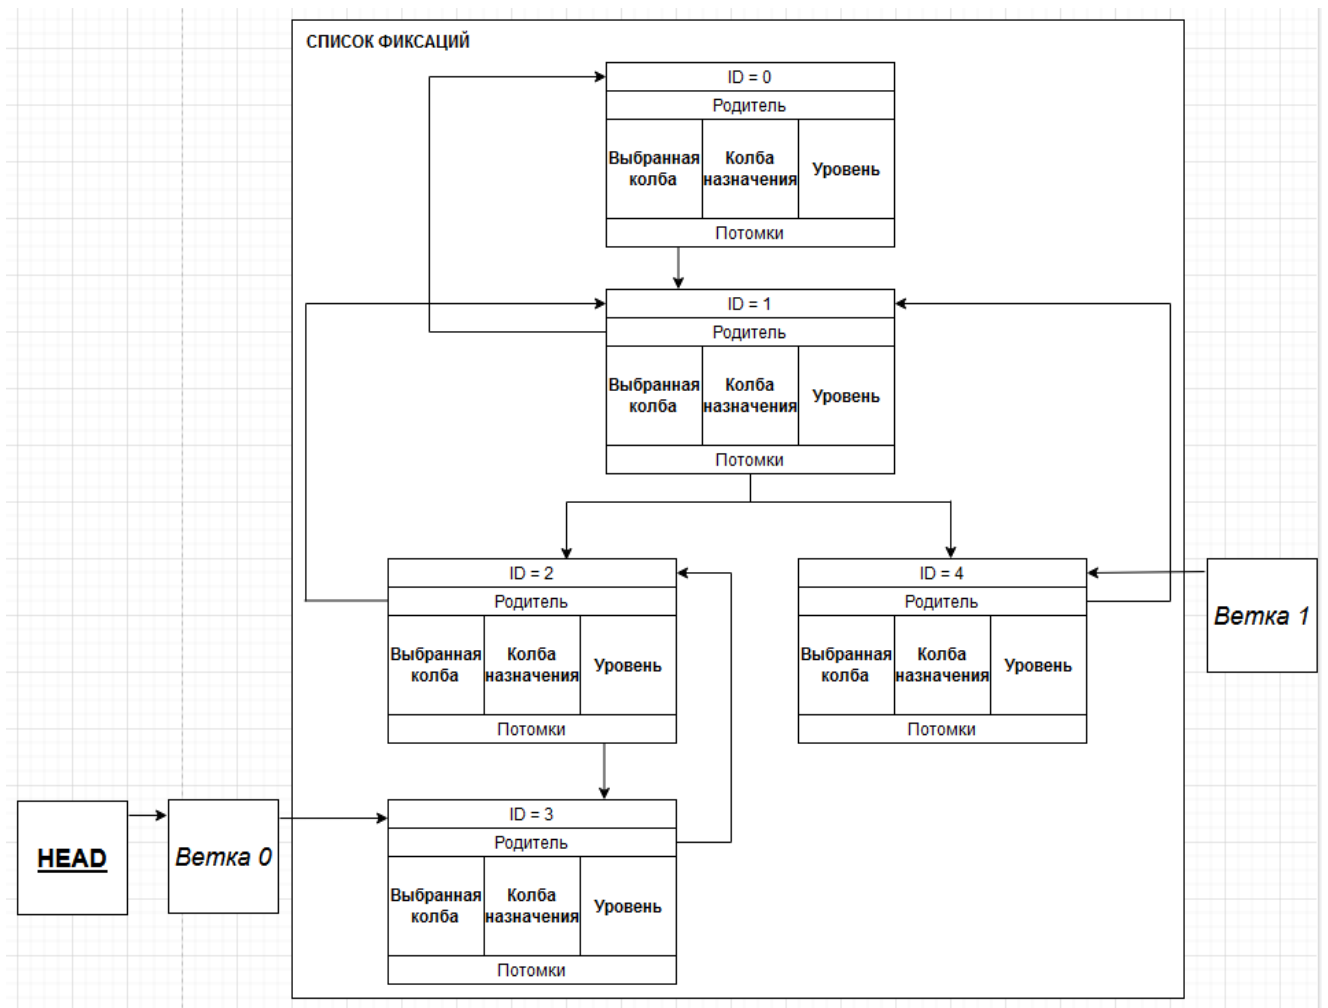 СПИСОК ФИКСАЦИЙ
ID = 0
Родитель
Выбранная колба
Колба назначения
Уровень
Потомки
ID = 1
Родитель
Выбранная колба
Колба назначения
Уровень
Потомки
ID = 2
Родитель
Выбранная колба
Колба назначения
Уровень
Потомки
ID = 4
Родитель
Выбранная колба
Колба назначения
Уровень
Потомки
Ветка 1
HEAD
Ветка 0
ID = 3
Родитель
Выбранная колба
Колба назначения
Уровень
Потомки